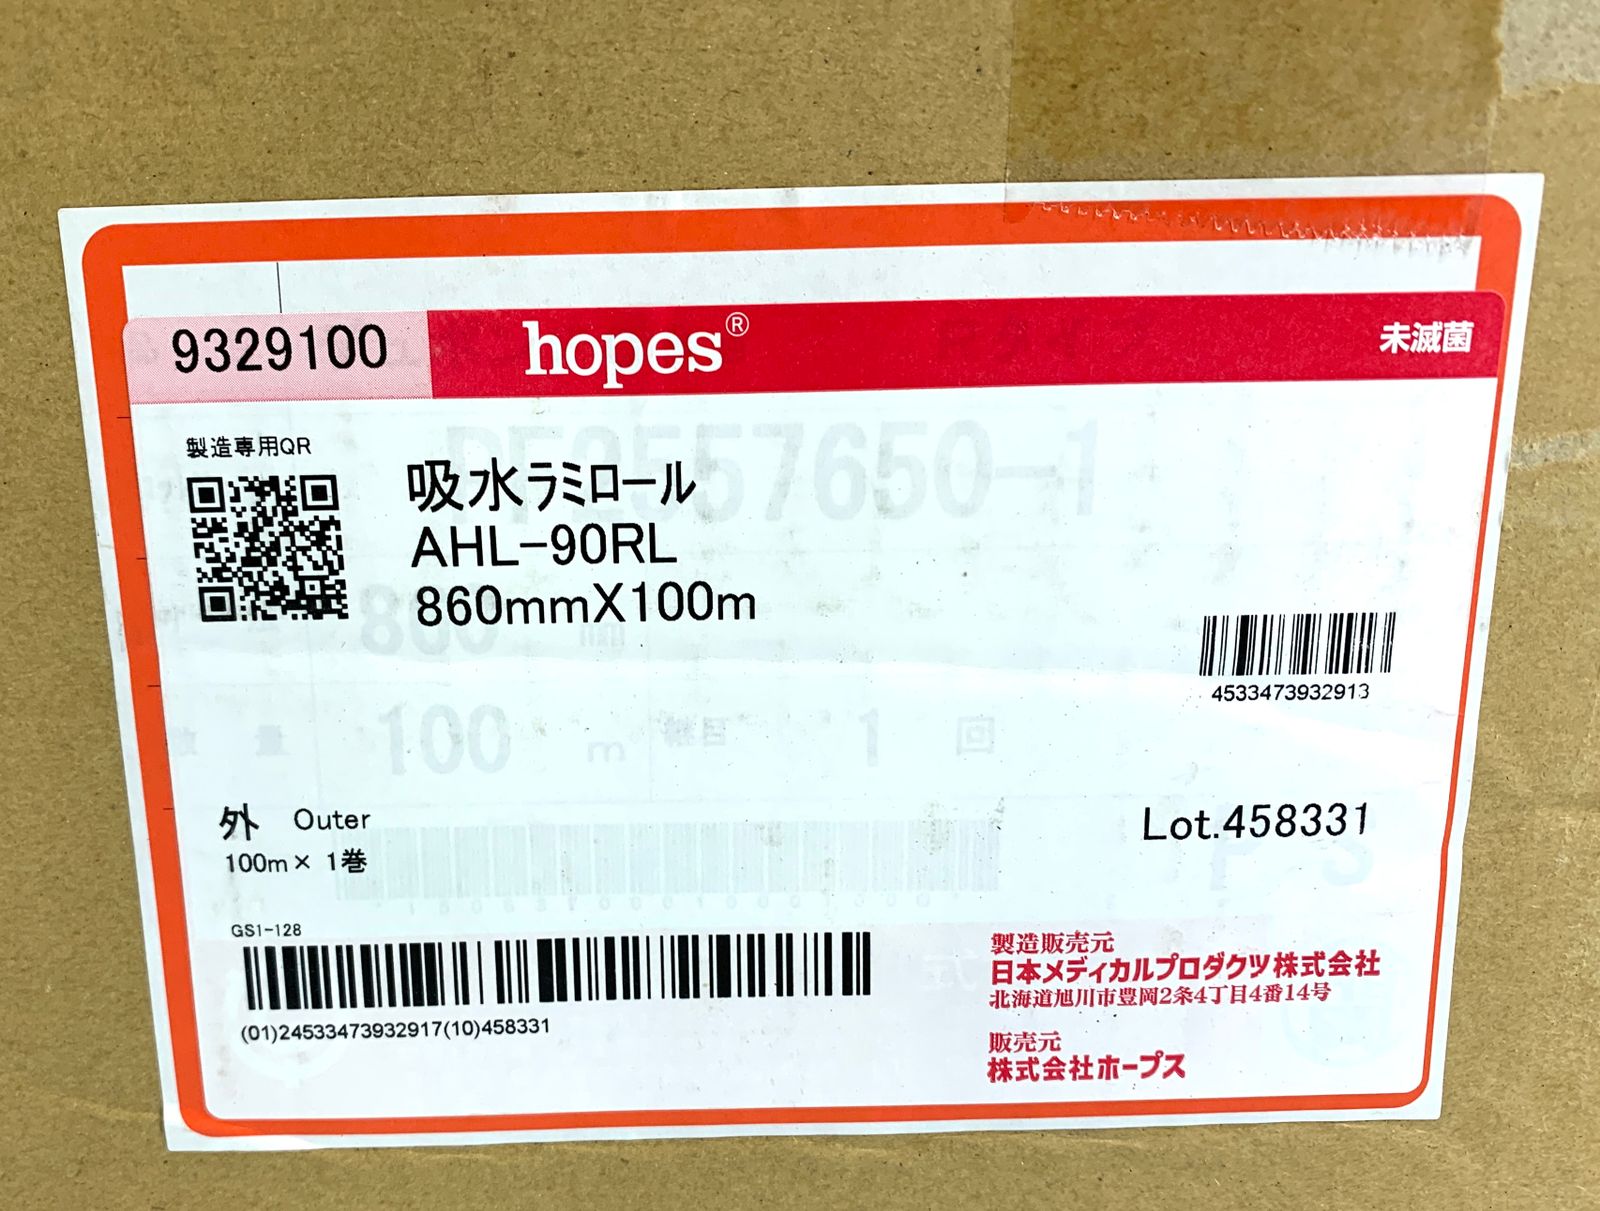 9329100
hopes®
未滅菌
製造専用QR
吸水ラミロール
AHL-90RL
860mmX100m
4533473932913
外 Outer
100m× 1巻
Lot.458331
GS1-128
(01)24533473932917(10)458331
製造販売元
日本メディカルプロダクツ株式会社
北海道旭川市豊岡2条4丁目4番14号
販売元
株式会社ホープス